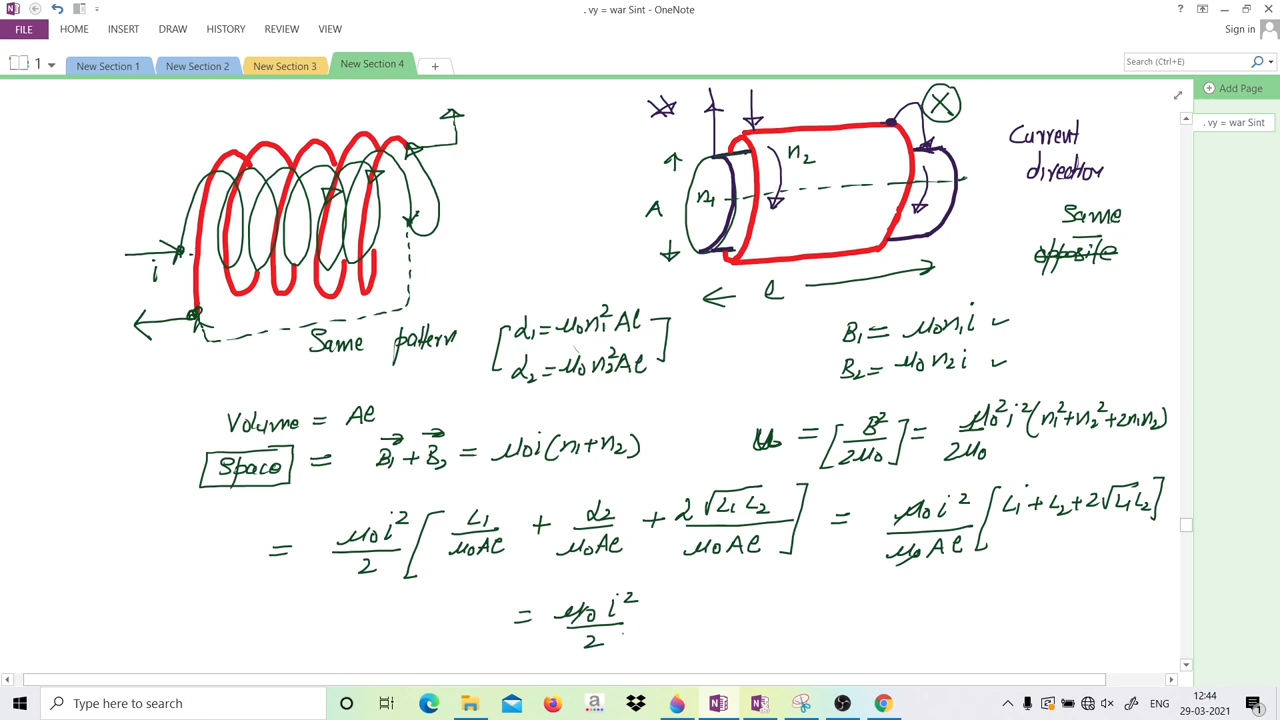 . vy = war Sint - OneNote
Sign in
FILE HOME INSERT DRAW HISTORY REVIEW VIEW
1 New Section 1 New Section 2 New Section 3 New Section 4 +
Search (Ctrl+E)
Add Page
. vy = war Sint
i
Same pattern
n1
n2
A
l
X
Current
direction
Same
opposite
L1 = μ0n1²Al
L2 = μ0n2²Al
B1 = μ0n1i ✓
B2 = μ0n2i ✓
Volume = Al
Space = B1 + B2 = μ0i(n1+n2)
u = [B²/2μ0] = μ0²i²(n1²+n2²+2n1n2)/2μ0
= μ0i²/2 [L1/μ0Al + L2/μ0Al + 2√L1L2/μ0Al] = μ0i²/μ0Al [L1+L2+2√L1L2]
= μ0i²/2
Type here to search
12:44
29-03-2021